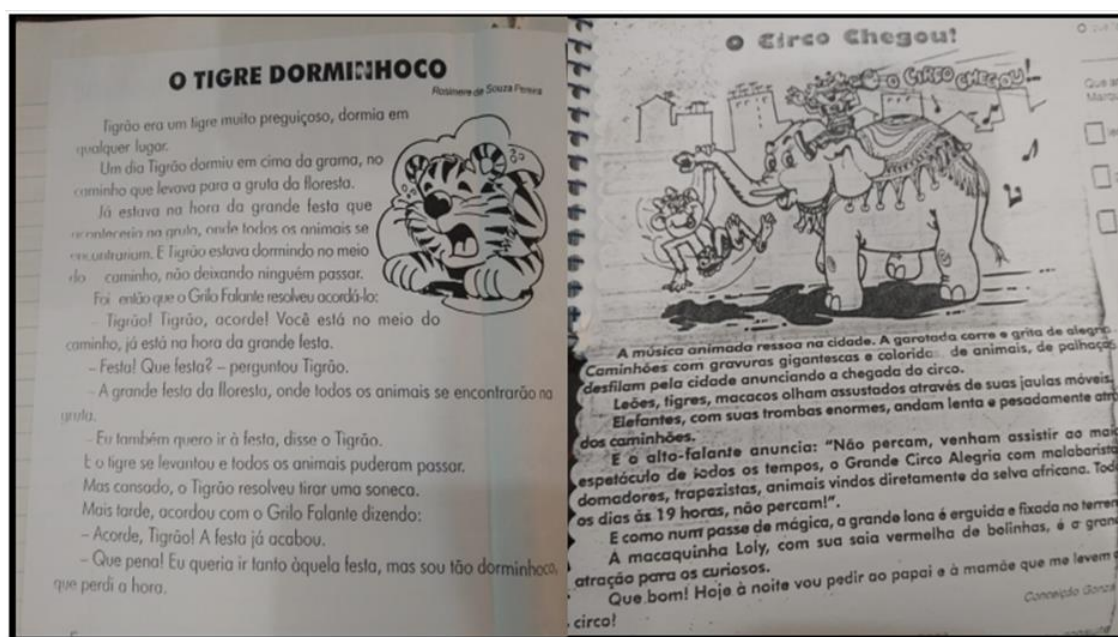 O TIGRE DORMINHOCO
Rosinere de Souza Pereira
Tigrão era um tigre muito preguiçoso, dormia em
qualquer lugar.
Um dia Tigrão dormiu em cima da grama, no
caminho que levava para a gruta da floresta.
Já estava na hora da grande festa que
aconteceria na gruta, onde todos os animais se
encontrariam. E Tigrão estava dormindo no meio
do caminho, não deixando ninguém passar.
Foi então que o Grilo Falante resolveu acordá-lo:
– Tigrão! Tigrão, acorde! Você está no meio do
caminho, já está na hora da grande festa.
– Festa! Que festa? – perguntou Tigrão.
– A grande festa da floresta, onde todos os animais se encontrarão na
gruta.
– Eu também quero ir à festa, disse o Tigrão.
E o tigre se levantou e todos os animais puderam passar.
Mas cansado, o Tigrão resolveu tirar uma soneca.
Mais tarde, acordou com o Grilo Falante dizendo:
– Acorde, Tigrão! A festa já acabou.
– Que pena! Eu queria ir tanto àquela festa, mas sou tão dorminhoco,
que perdi a hora.
O Circo Chegou!
O CIRCO CHEGOU!
A música animada ressoa na cidade. A garotada corre e grita de alegria.
Caminhões com gravuras gigantescas e coloridas de animais, de palhaços
desfilam pela cidade anunciando a chegada do circo.
Leões, tigres, macacos olham assustados através de suas jaulas móveis.
Elefantes, com suas trombas enormes, andam lenta e pesadamente atrá
dos caminhões.
E o alto-falante anuncia: "Não percam, venham assistir ao maio
espetáculo de todos os tempos, o Grande Circo Alegria com malabarista
domadores, trapezistas, animais vindos diretamente da selva africana. Tod
os dias às 19 horas, não percam!".
E como num passe de mágica, a grande lona é erguida e fixada no terren
A macaquinha Loly, com sua saia vermelha de bolinhas, é a gran
atração para os curiosos.
Que bom! Hoje à noite vou pedir ao papai e à mamãe que me levem
circo!
Conceição Gonza
Que a
Marqu